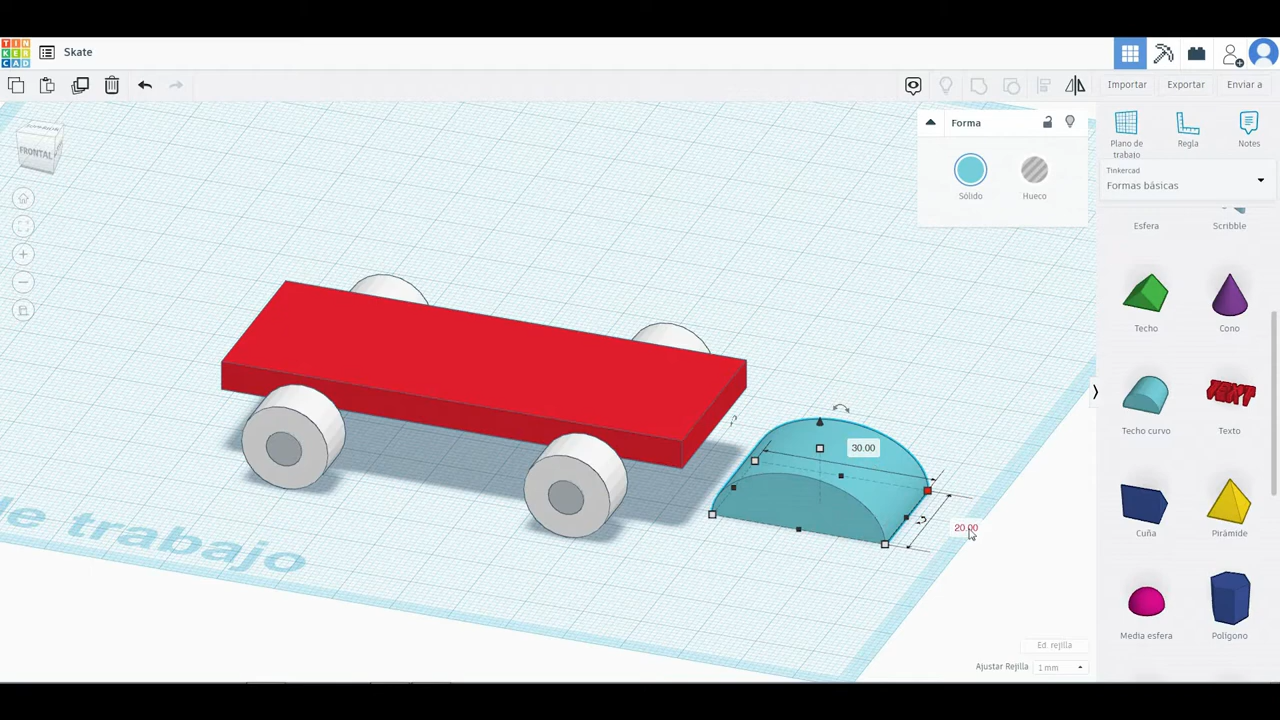 TIN
KER
CAD
Skate
Importar
Exportar
Enviar a
FRONTAL
Forma
Sólido
Hueco
Plano de
trabajo
Regla
Notes
Tinkercad
Formas básicas
Esfera
Scribble
Techo
Cono
TEXT
Techo curvo
Texto
Cuña
Pirámide
Media esfera
Polígono
30.00
20.00
de trabajo
Ed. rejilla
Ajustar Rejilla
1 mm